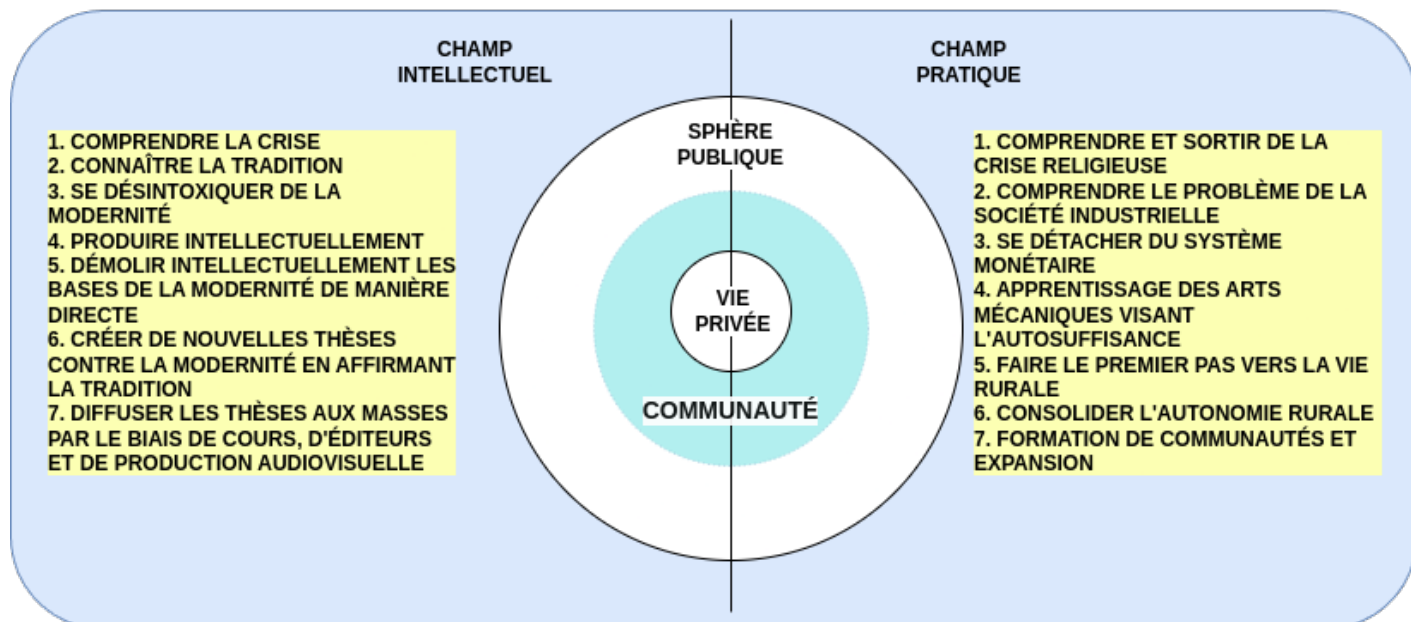 CHAMP
INTELLECTUEL
CHAMP
PRATIQUE
1. COMPRENDRE LA CRISE
2. CONNAÎTRE LA TRADITION
3. SE DÉSINTOXIQUER DE LA
MODERNITÉ
4. PRODUIRE INTELLECTUELLEMENT
5. DÉMOLIR INTELLECTUELLEMENT LES
BASES DE LA MODERNITÉ DE MANIÈRE
DIRECTE
6. CRÉER DE NOUVELLES THÈSES
CONTRE LA MODERNITÉ EN AFFIRMANT
LA TRADITION
7. DIFFUSER LES THÈSES AUX MASSES
PAR LE BIAIS DE COURS, D'ÉDITEURS
ET DE PRODUCTION AUDIOVISUELLE
SPHÈRE
PUBLIQUE
VIE
PRIVÉE
COMMUNAUTÉ
1. COMPRENDRE ET SORTIR DE LA
CRISE RELIGIEUSE
2. COMPRENDRE LE PROBLÈME DE LA
SOCIÉTÉ INDUSTRIELLE
3. SE DÉTACHER DU SYSTÈME
MONÉTAIRE
4. APPRENTISSAGE DES ARTS
MÉCANIQUES VISANT
L'AUTOSUFFISANCE
5. FAIRE LE PREMIER PAS VERS LA VIE
RURALE
6. CONSOLIDER L'AUTONOMIE RURALE
7. FORMATION DE COMMUNAUTÉS ET
EXPANSION